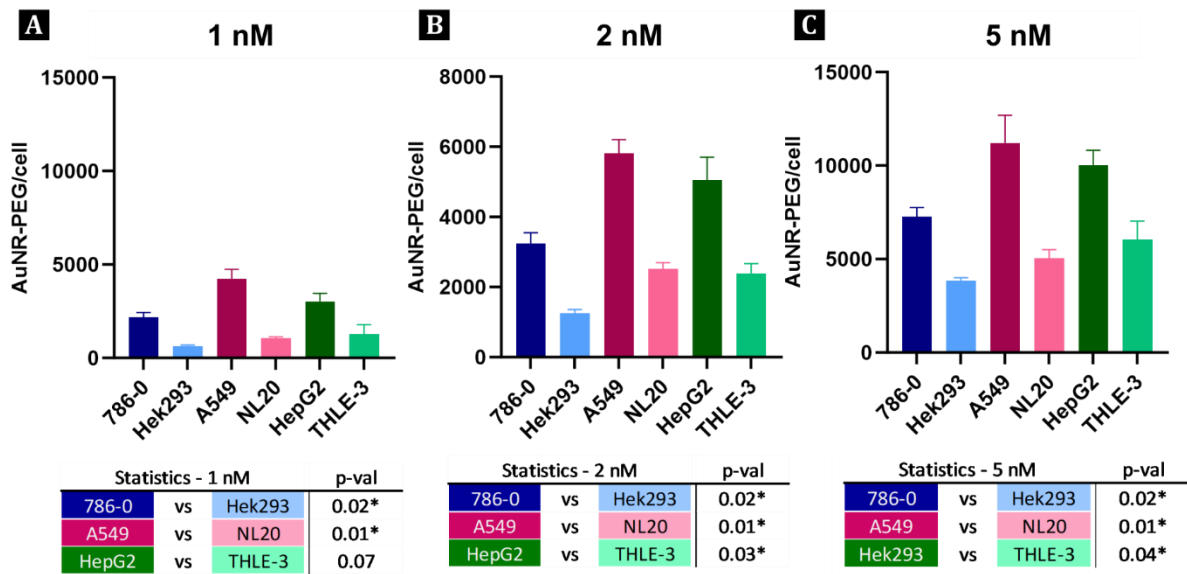 A
1 nM
AuNR-PEG/cell
15000
10000
5000
0
786-0
Hek293
A549
NL20
HepG2
THLE-3
Statistics - 1 nM p-val
786-0 vs Hek293 0.02*
A549 vs NL20 0.01*
HepG2 vs THLE-3 0.07
B
2 nM
AuNR-PEG/cell
8000
6000
4000
2000
0
786-0
Hek293
A549
NL20
HepG2
THLE-3
Statistics - 2 nM p-val
786-0 vs Hek293 0.02*
A549 vs NL20 0.01*
HepG2 vs THLE-3 0.03*
C
5 nM
AuNR-PEG/cell
15000
10000
5000
0
786-0
Hek293
A549
NL20
HepG2
THLE-3
Statistics - 5 nM p-val
786-0 vs Hek293 0.02*
A549 vs NL20 0.01*
Hek293 vs THLE-3 0.04*